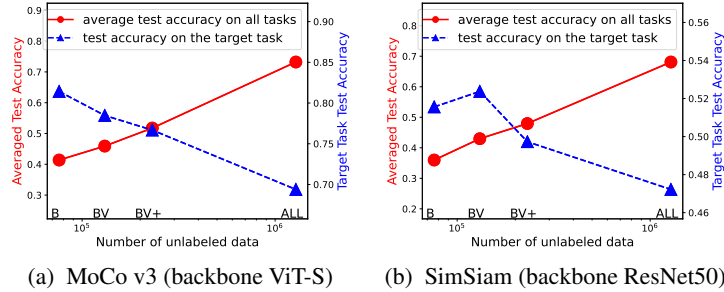 average test accuracy on all tasks
test accuracy on the target task
Averaged Test Accuracy
0.9
0.8
0.7
0.6
0.5
0.4
0.3
0.90
0.85
0.80
0.75
0.70
Target Task Test Accuracy
B BV BV+ ALL
10^5 10^6
Number of unlabeled data
(a) MoCo v3 (backbone ViT-S)
average test accuracy on all tasks
test accuracy on the target task
Averaged Test Accuracy
0.8
0.7
0.6
0.5
0.4
0.3
0.2
0.56
0.54
0.52
0.50
0.48
0.46
Target Task Test Accuracy
B BV BV+ ALL
10^5 10^6
Number of unlabeled data
(b) SimSiam (backbone ResNet50)